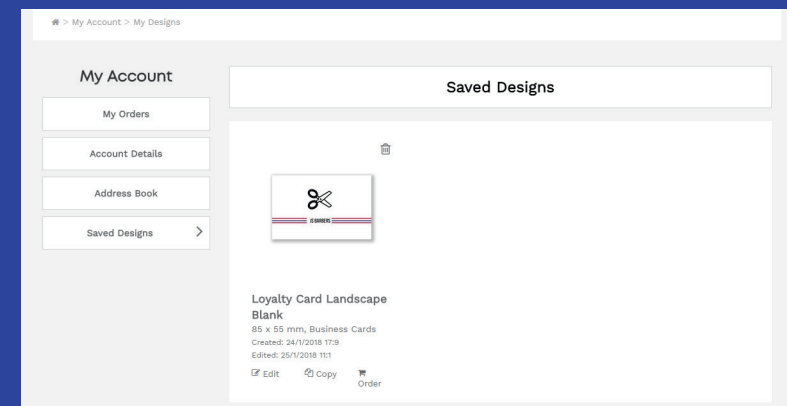 > My Account > My Designs
My Account
My Orders
Account Details
Address Book
Saved Designs
Saved Designs
JS BARBERS
Loyalty Card Landscape
Blank
85 x 55 mm, Business Cards
Created: 24/1/2018 17:9
Edited: 25/1/2018 11:1
Edit Copy Order